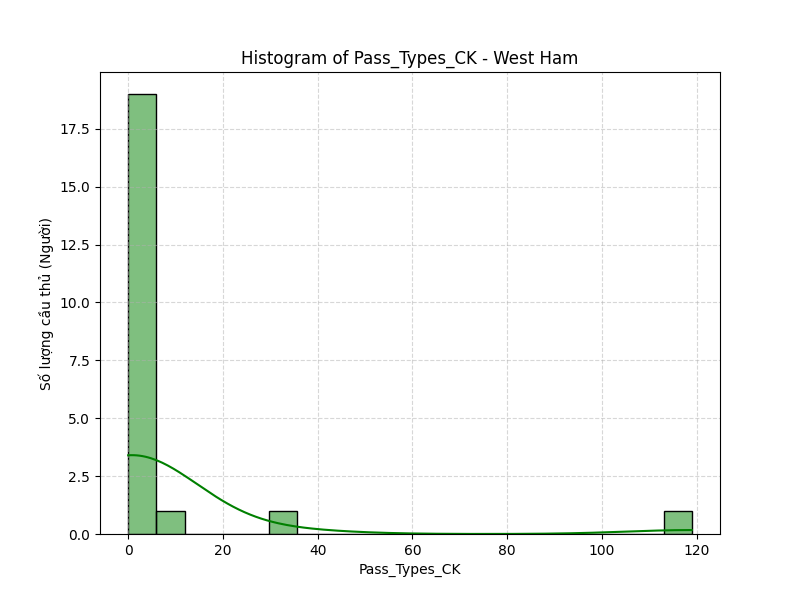 Histogram of Pass_Types_CK - West Ham
Số lượng cầu thủ (Người)
17.5
15.0
12.5
10.0
7.5
5.0
2.5
0.0
0 20 40 60 80 100 120
Pass_Types_CK